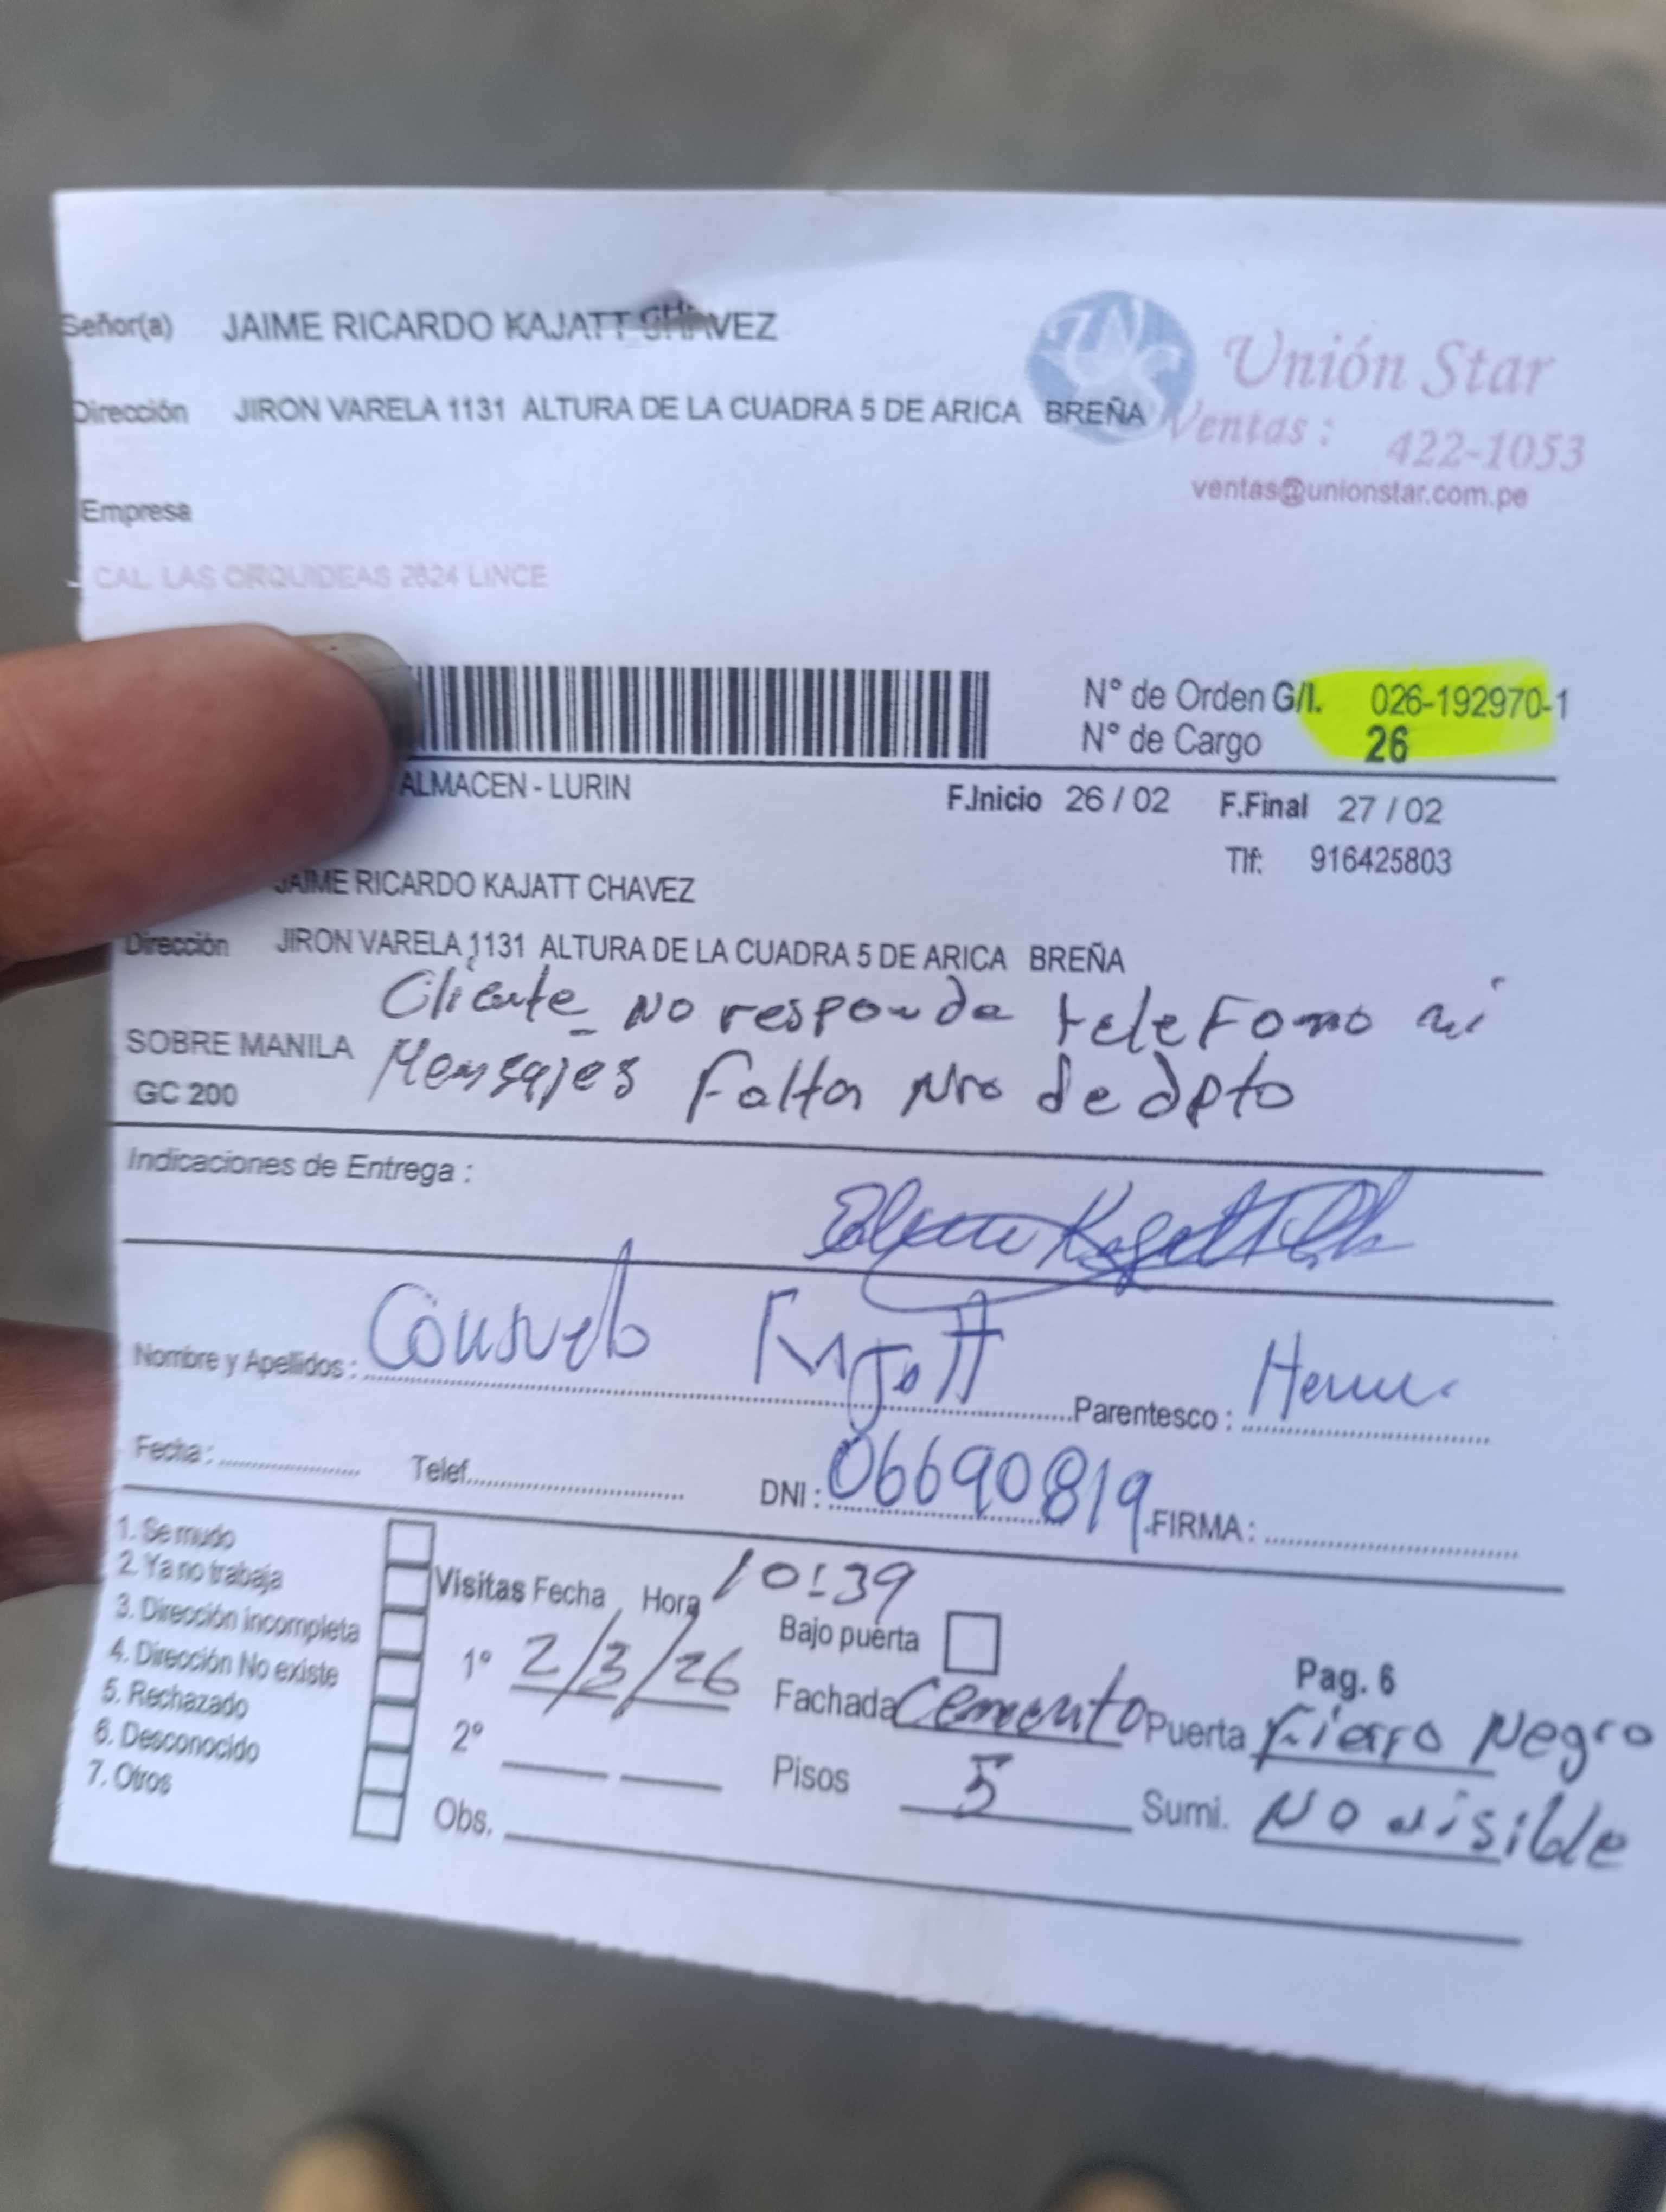 Señor(a) JAIME RICARDO KAJATT CHAVEZ
Unión Star
Dirección JIRON VARELA 1131 ALTURA DE LA CUADRA 5 DE ARICA BREÑA
Ventas : 422-1053
ventas@unionstar.com.pe
Empresa
CAL. LAS ORQUIDEAS 2624 LINCE
N° de Orden G/I. 026-192970-1
N° de Cargo 26
ALMACEN - LURIN
F.Inicio 26 / 02 F.Final 27 / 02
Tlf: 916425803
JAIME RICARDO KAJATT CHAVEZ
Dirección JIRON VARELA 1131 ALTURA DE LA CUADRA 5 DE ARICA BREÑA
Cliente No responde teleFono ni
SOBRE MANILA Mensajes falta Nro de dpto
GC 200
Indicaciones de Entrega :
Nombre y Apellidos : Consuelo Kajatt Parentesco :
Fecha : Telef. DNI : 06690819 FIRMA :
1. Se mudo
2. Ya no trabaja
3. Dirección incompleta
4. Dirección No existe
5. Rechazado
6. Desconocido
7. Otros
Visitas Fecha Hora 10:39
Bajo puerta
1° 2/3/26
Pag. 6
Fachada Cemento Puerta Fierro Negro
2°
Pisos 5 Sumi. No visible
Obs.